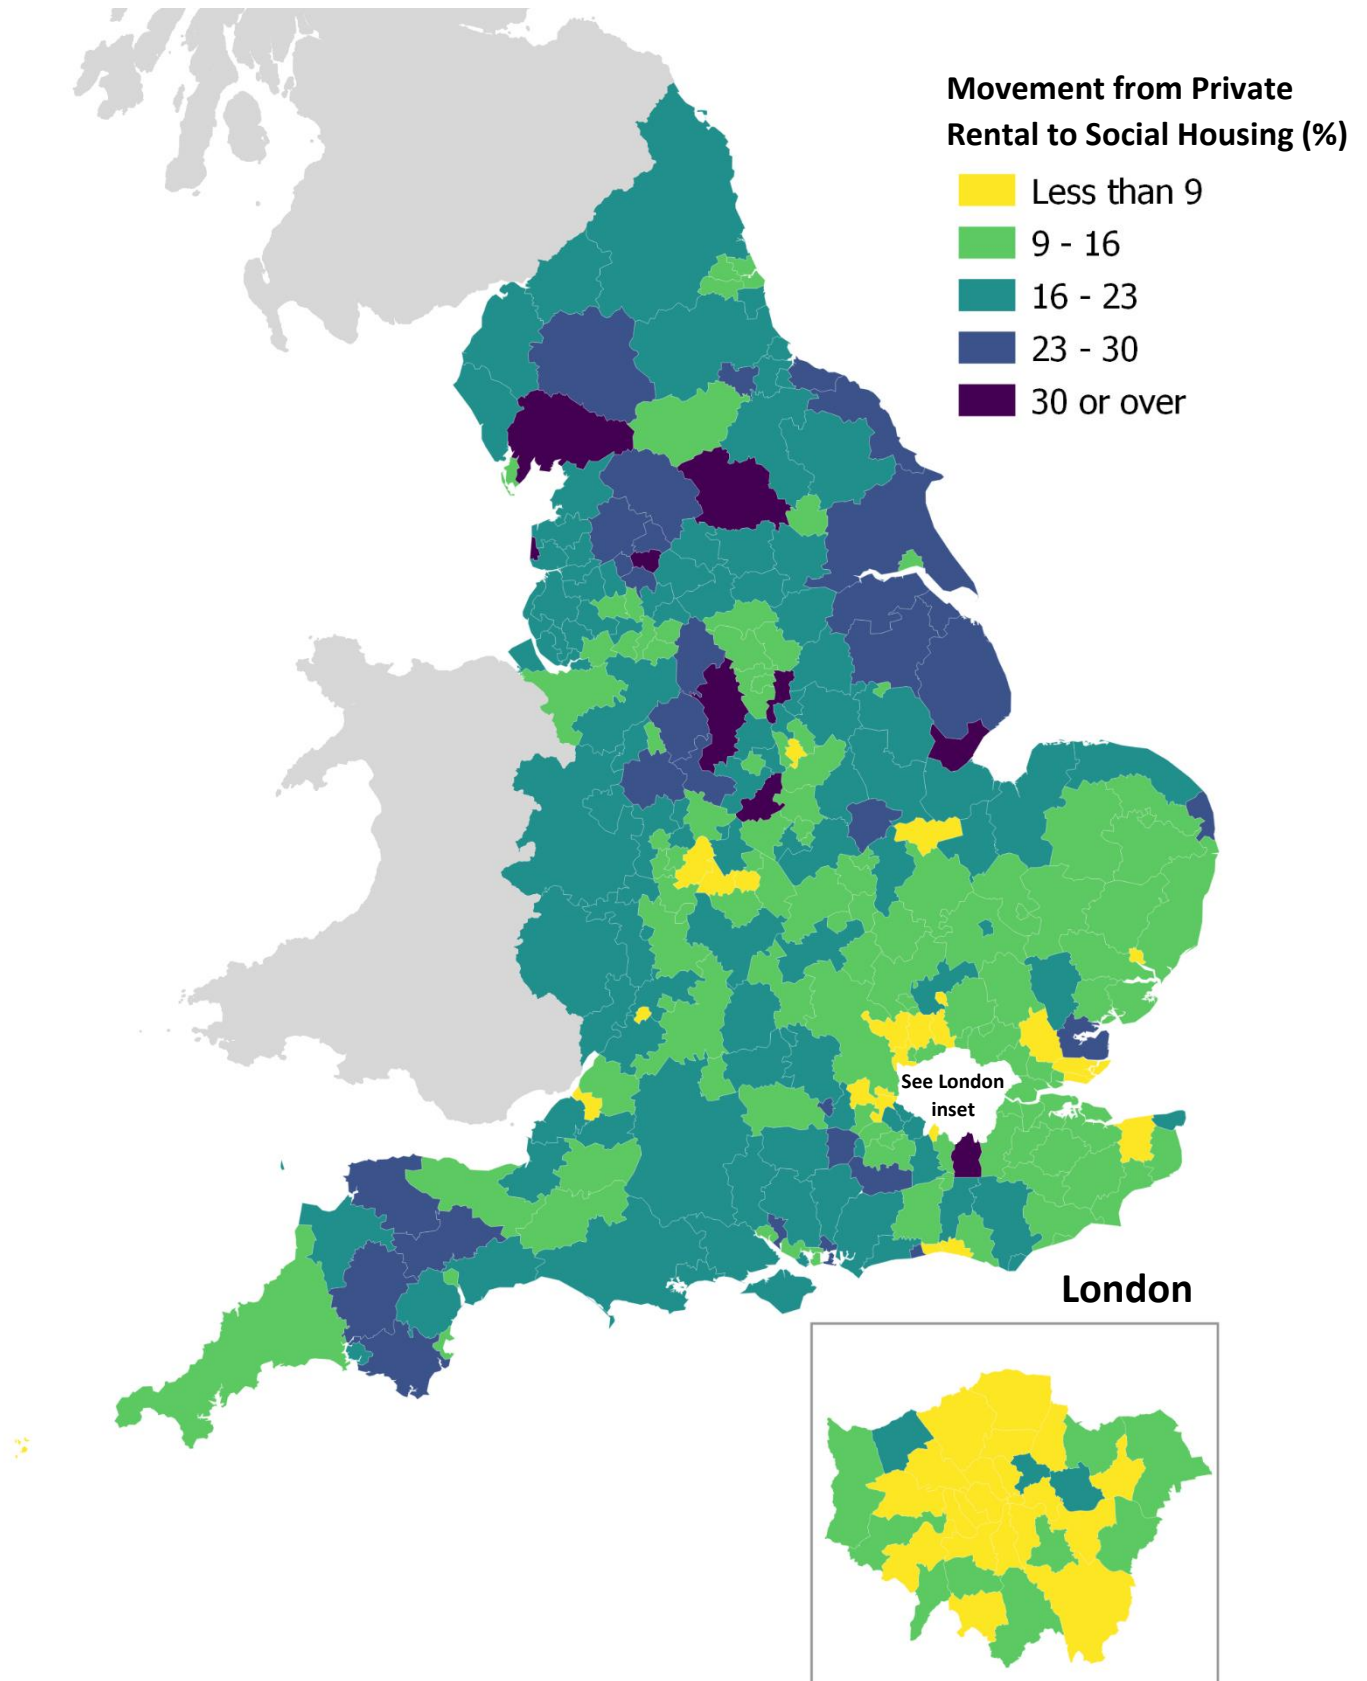 Movement from Private
Rental to Social Housing (%)
Less than 9
9 - 16
16 - 23
23 - 30
30 or over
See London
inset
London